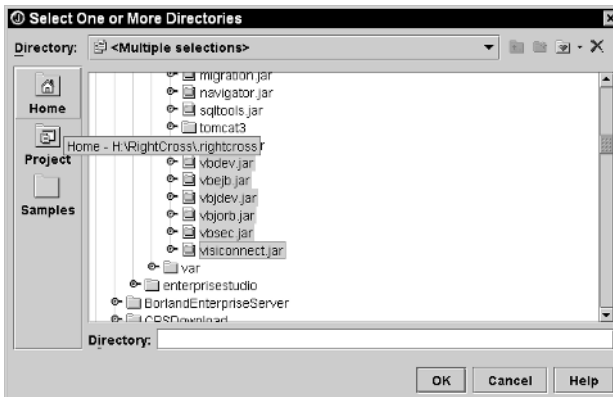 Select One or More Directories
Directory: <Multiple selections>
migration.jar
Home
navigator.jar
sqltools.jar
tomcat3
Home - H:\RightCross\.rightcross
Project
vbdev.jar
vbejb.jar
vbjdev.jar
Samples
vbjorb.jar
vbsec.jar
visiconnect.jar
var
enterprisestudio
BorlandEnterpriseServer
CRSDownload
Directory:
OK Cancel Help